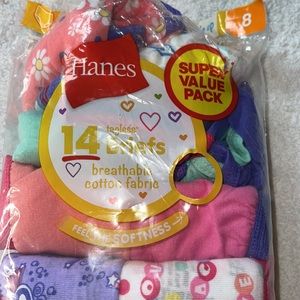 8
Hanes
SUPER
VALUE
PACK
14 tagless
Briefs
breathable
cotton fabric
FEEL THE SOFTNESS